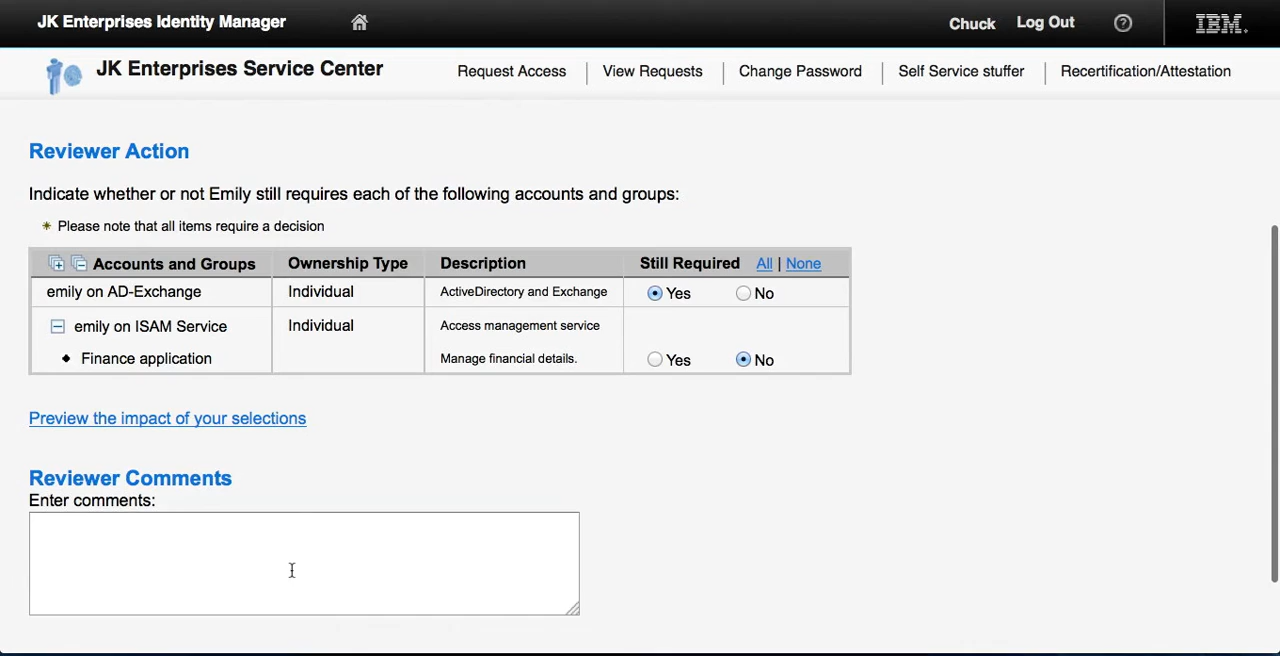 JK Enterprises Identity Manager Chuck Log Out ? IBM
JK Enterprises Service Center Request Access View Requests Change Password Self Service stuffer Recertification/Attestation
Reviewer Action
Indicate whether or not Emily still requires each of the following accounts and groups:
* Please note that all items require a decision
Accounts and Groups Ownership Type Description Still Required All | None
emily on AD-Exchange Individual ActiveDirectory and Exchange Yes No
emily on ISAM Service Individual Access management service
Finance application Manage financial details. Yes No
Preview the impact of your selections
Reviewer Comments
Enter comments: